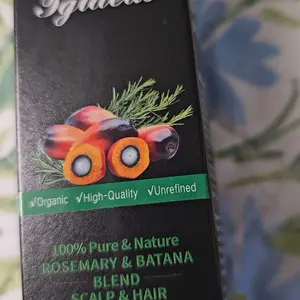 √Organic √High-Quality √Unrefined
100% Pure & Nature
ROSEMARY & BATANA
BLEND
SCALP & HAIR